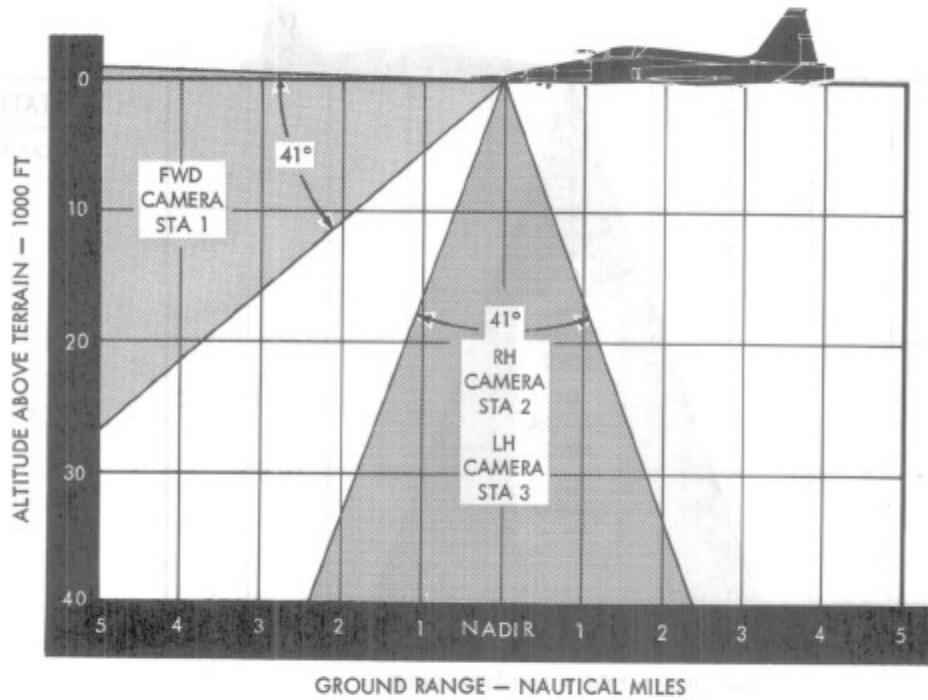 0
10
20
30
40
ALTITUDE ABOVE TERRAIN — 1000 FT
FWD
CAMERA
STA 1
41°
41°
RH
CAMERA
STA 2
LH
CAMERA
STA 3
5 4 3 2 1 NADIR 1 2 3 4 5
GROUND RANGE — NAUTICAL MILES